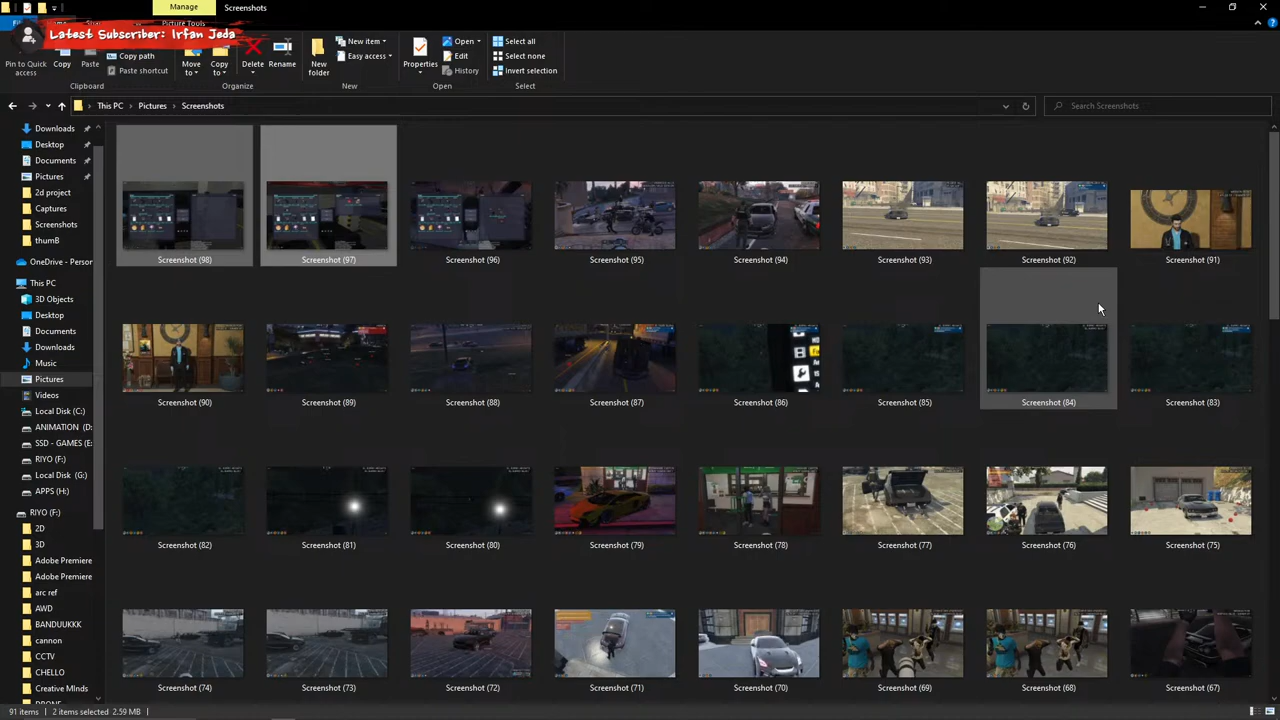 Manage
Screenshots
Latest Subscriber: Irfan Jeda
Picture Tools
Pin to Quick access
Copy
Paste
Copy path
Paste shortcut
Clipboard
Move to
Copy to
Delete
Rename
Organize
New folder
New item
Easy access
New
Properties
Open
Edit
History
Open
Select all
Select none
Invert selection
Select
This PC
Pictures
Screenshots
Search Screenshots
Downloads
Desktop
Documents
Pictures
2d project
Captures
Screenshots
thumB
OneDrive - Person
This PC
3D Objects
Desktop
Documents
Downloads
Music
Pictures
Videos
Local Disk (C:)
ANIMATION (D:
SSD - GAMES (E:
RIYO (F:)
Local Disk (G:)
APPS (H:)
RIYO (F:)
2D
3D
Adobe Premiere
Adobe Premiere
arc ref
AWD
BANDUUKKK
cannon
CCTV
CHELLO
Creative MInds
Screenshot (98)
Screenshot (97)
Screenshot (96)
Screenshot (95)
Screenshot (94)
Screenshot (93)
Screenshot (92)
Screenshot (91)
Screenshot (90)
Screenshot (89)
Screenshot (88)
Screenshot (87)
Screenshot (86)
Screenshot (85)
Screenshot (84)
Screenshot (83)
Screenshot (82)
Screenshot (81)
Screenshot (80)
Screenshot (79)
Screenshot (78)
Screenshot (77)
Screenshot (76)
Screenshot (75)
Screenshot (74)
Screenshot (73)
Screenshot (72)
Screenshot (71)
Screenshot (70)
Screenshot (69)
Screenshot (68)
Screenshot (67)
91 items
2 items selected 2.59 MB